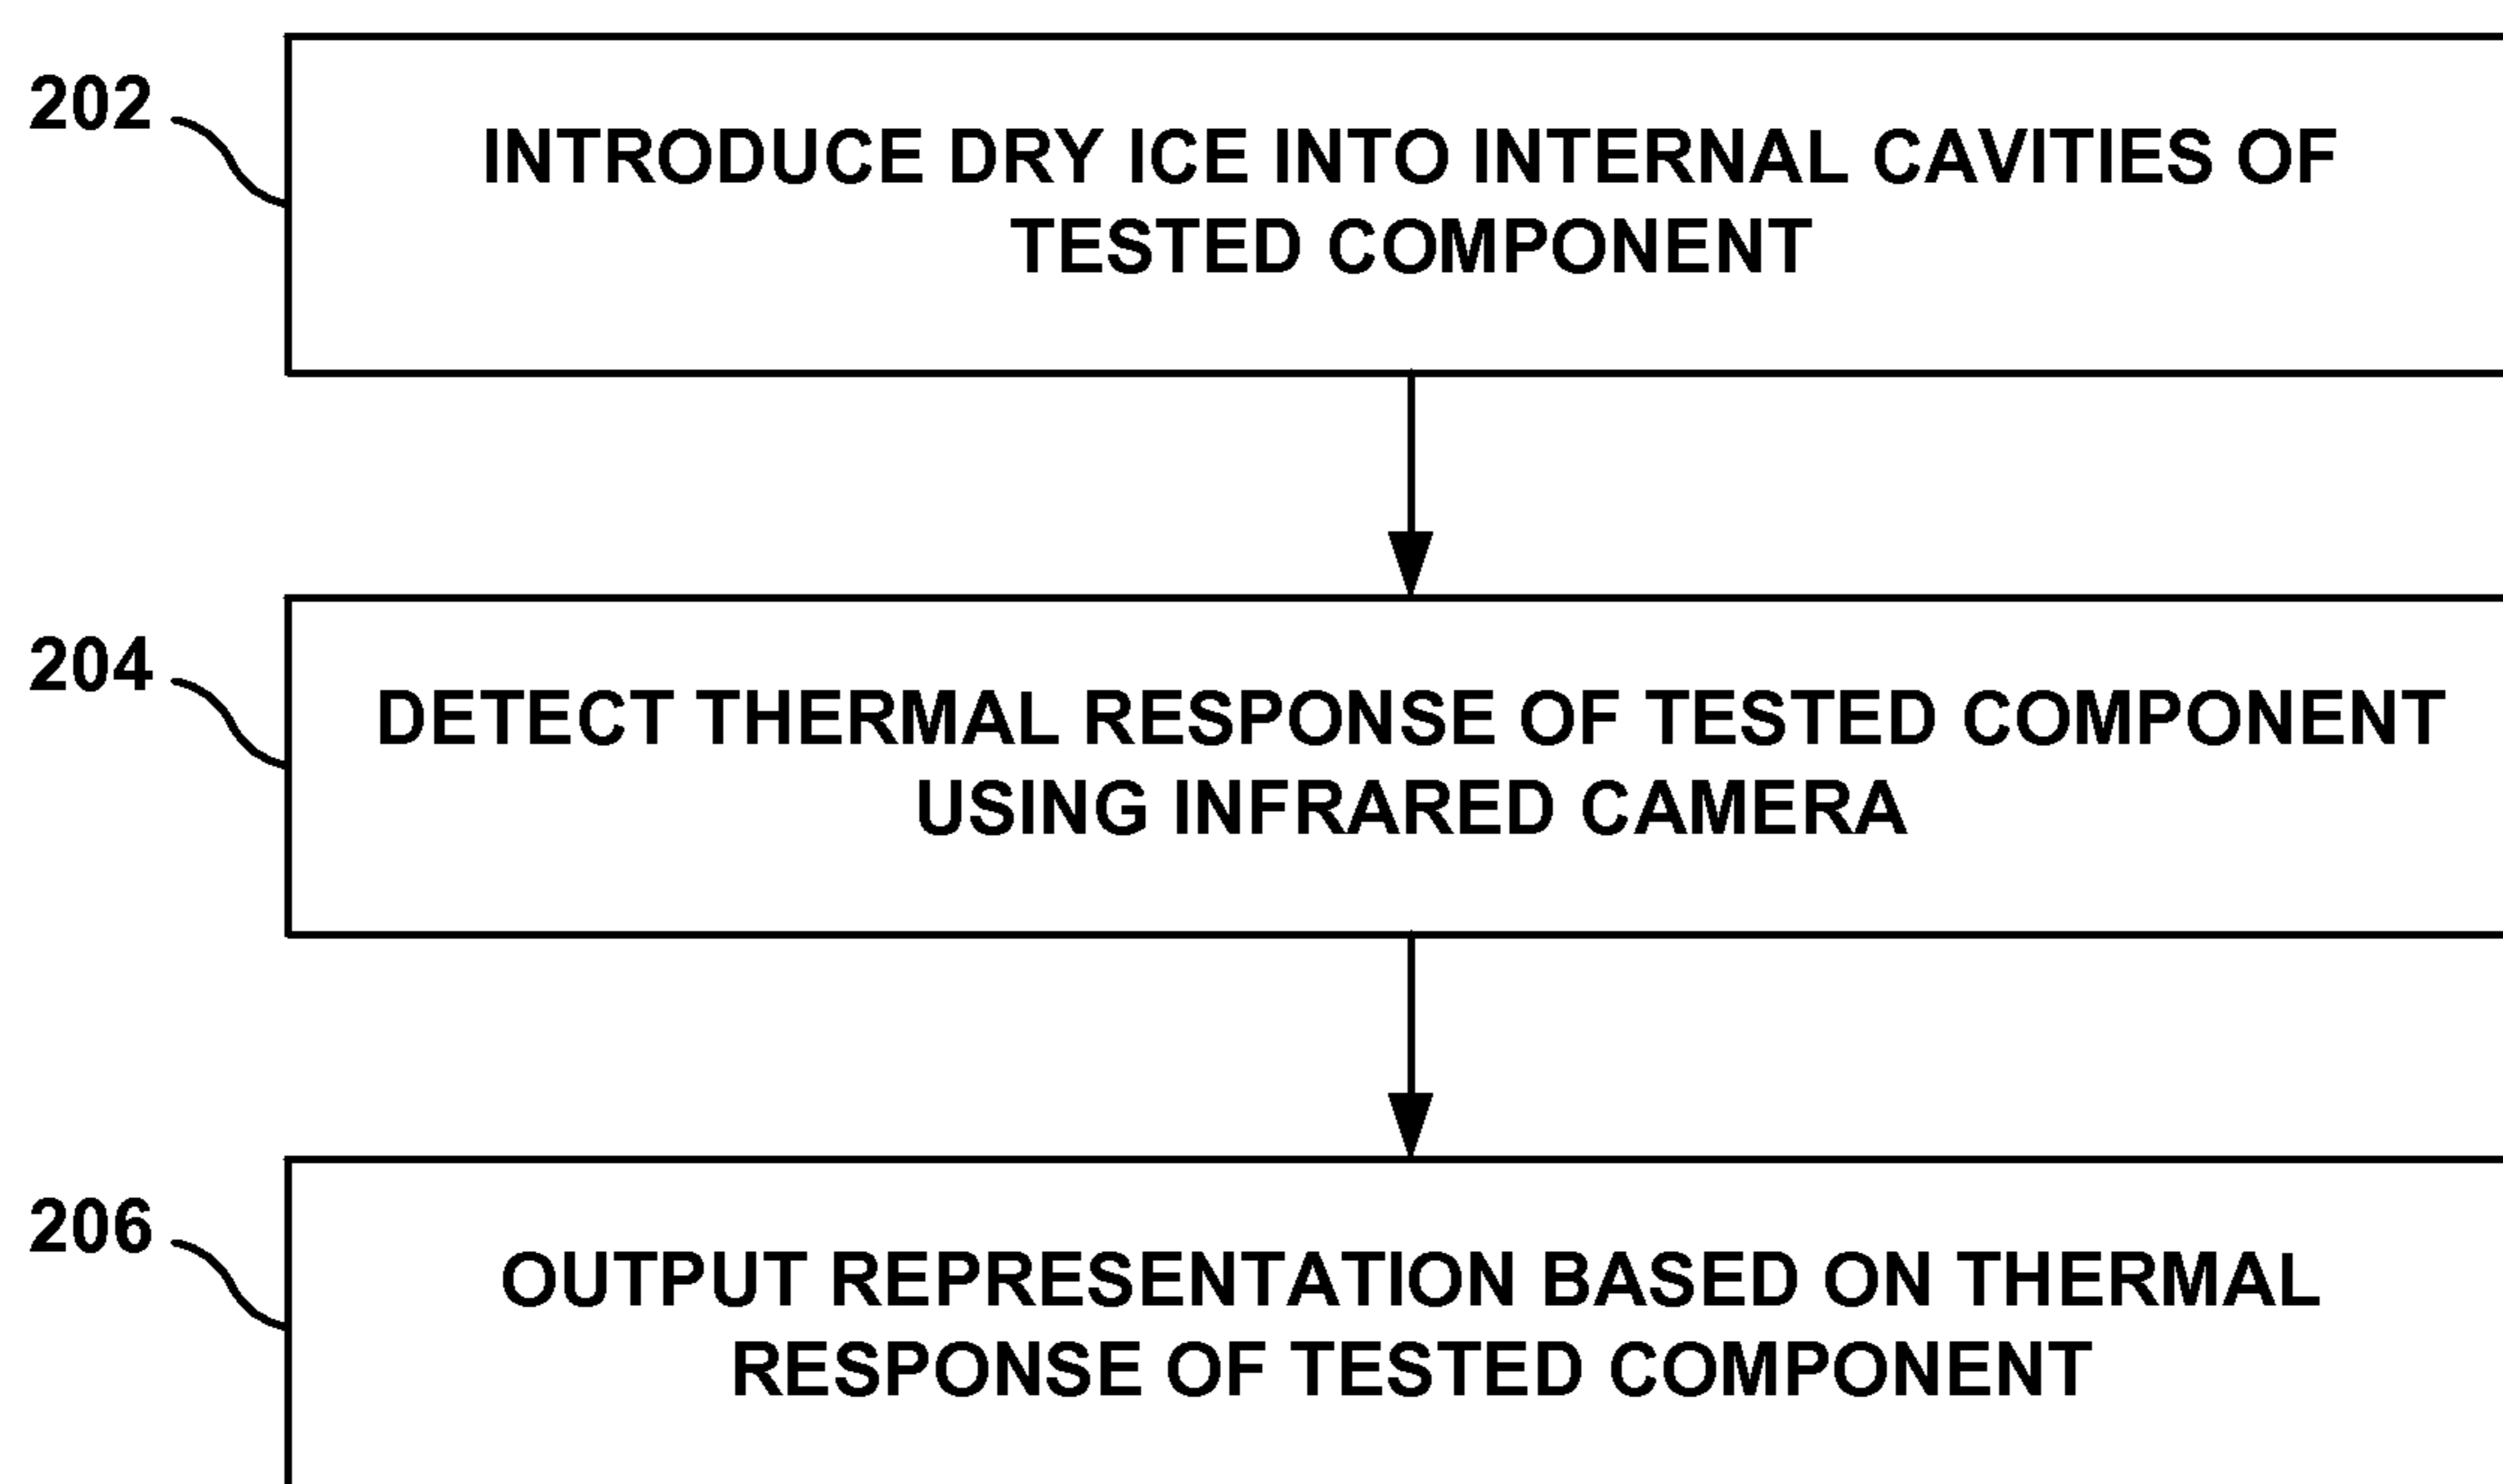 202
INTRODUCE DRY ICE INTO INTERNAL CAVITIES OF
TESTED COMPONENT
204
DETECT THERMAL RESPONSE OF TESTED COMPONENT
USING INFRARED CAMERA
206
OUTPUT REPRESENTATION BASED ON THERMAL
RESPONSE OF TESTED COMPONENT